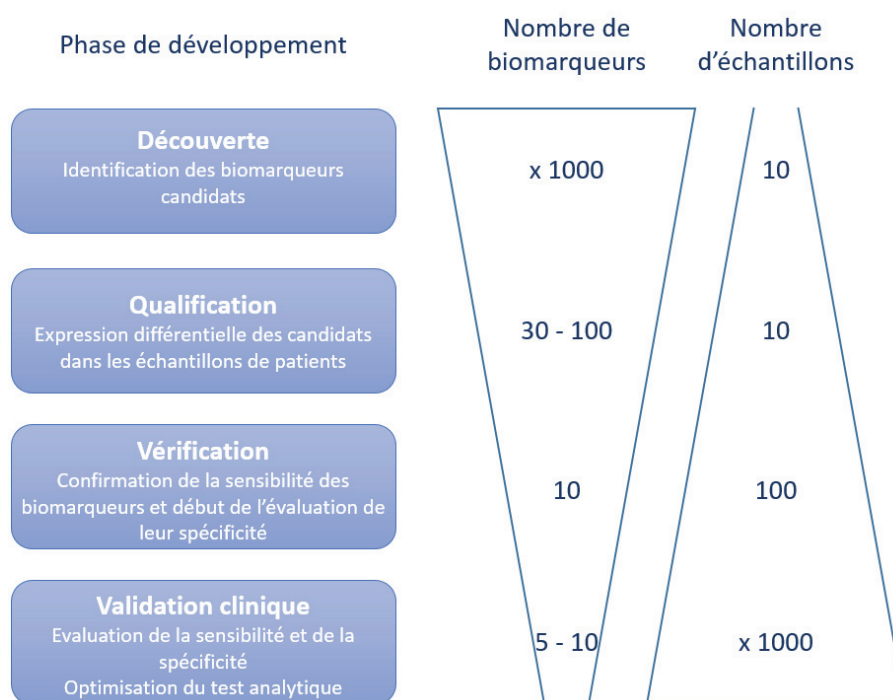 Phase de développement
Nombre de
biomarqueurs
Nombre
d'échantillons
Découverte
Identification des biomarqueurs
candidats
x 1000
10
Qualification
Expression différentielle des candidats
dans les échantillons de patients
30 - 100
10
Vérification
Confirmation de la sensibilité des
biomarqueurs et début de l'évaluation de
leur spécificité
10
100
Validation clinique
Evaluation de la sensibilité et de la
spécificité
Optimisation du test analytique
5 - 10
x 1000